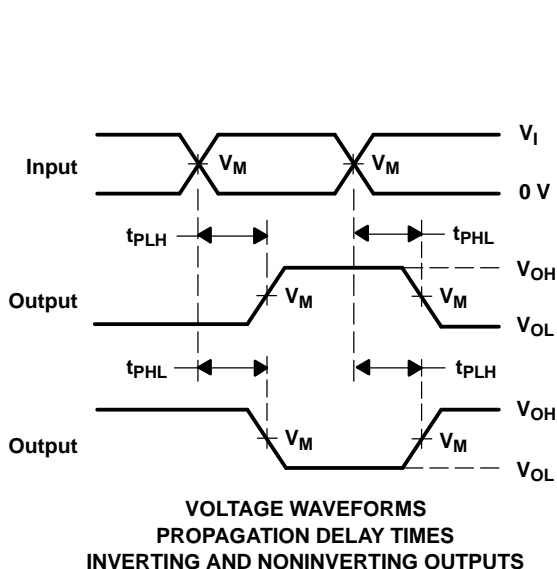 V_I
Input
V_M
V_M
0 V
t_PLH
t_PHL
V_OH
Output
V_M
V_M
V_OL
t_PHL
t_PLH
V_OH
Output
V_M
V_M
V_OL
VOLTAGE WAVEFORMS
PROPAGATION DELAY TIMES
INVERTING AND NONINVERTING OUTPUTS